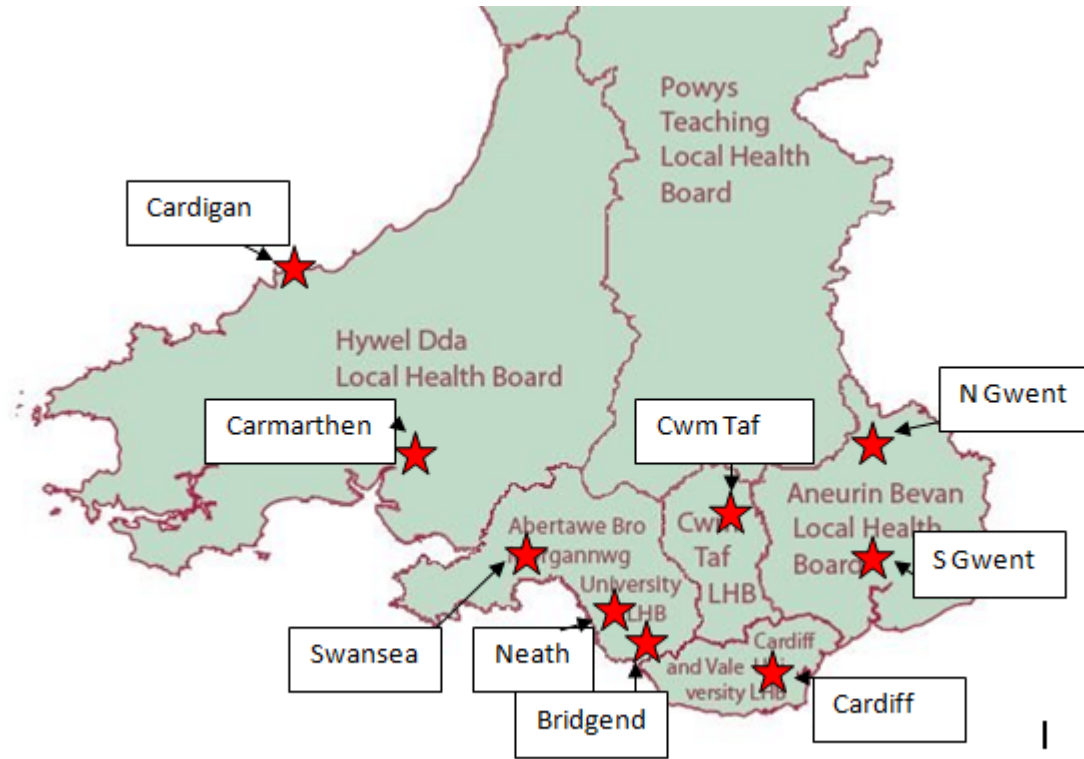 Powys
Teaching
Local Health
Board
Cardigan
Hywel Dda
Local Health Board
Carmarthen
Cwm Taf
N Gwent
Aneurin Bevan
Local Health
Board
S Gwent
Abertawe Bro
rgannwg
University
LHB
Cwm
Taf
LHB
Swansea
Neath
Bridgend
Cardiff
and Vale
versity LHB
Cardiff